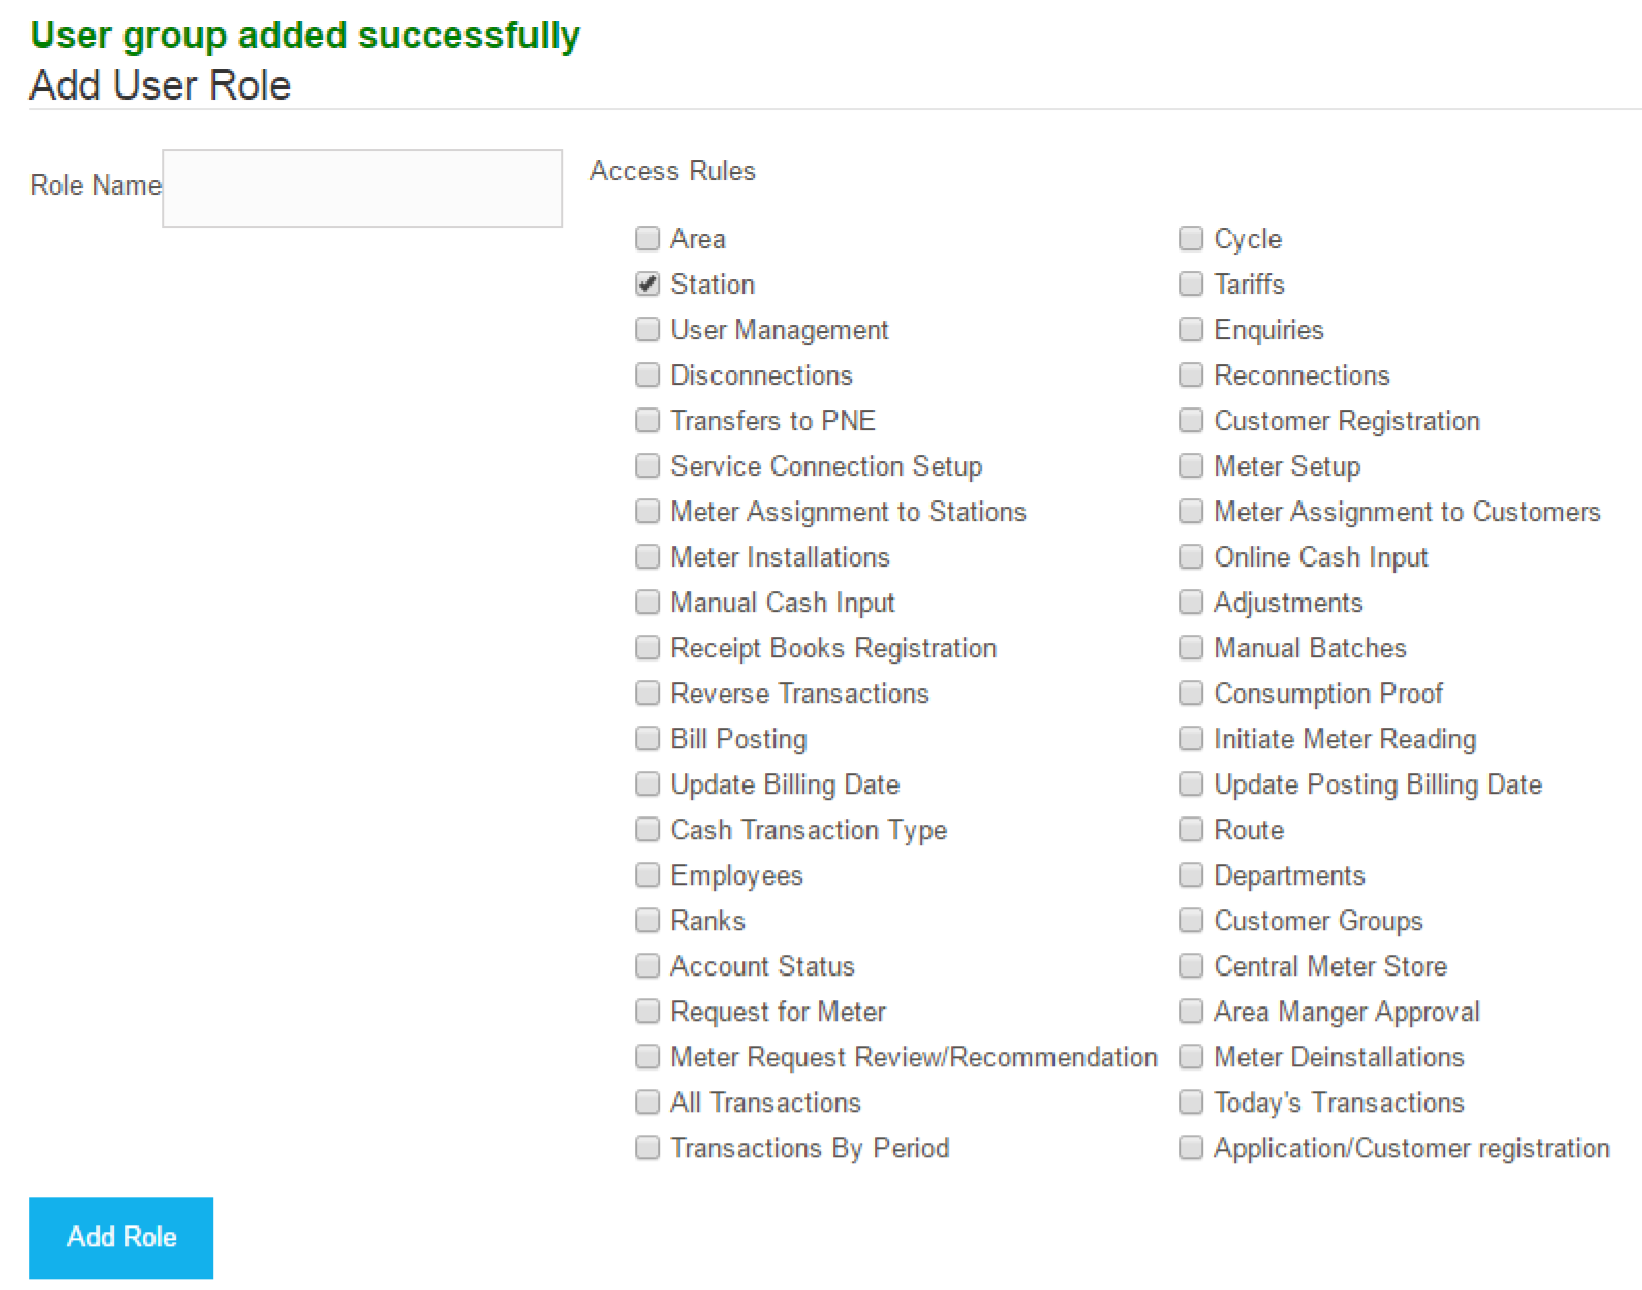 User group added successfully
Add User Role
Role Name
Access Rules
Area Cycle
Station Tariffs
User Management Enquiries
Disconnections Reconnections
Transfers to PNE Customer Registration
Service Connection Setup Meter Setup
Meter Assignment to Stations Meter Assignment to Customers
Meter Installations Online Cash Input
Manual Cash Input Adjustments
Receipt Books Registration Manual Batches
Reverse Transactions Consumption Proof
Bill Posting Initiate Meter Reading
Update Billing Date Update Posting Billing Date
Cash Transaction Type Route
Employees Departments
Ranks Customer Groups
Account Status Central Meter Store
Request for Meter Area Manger Approval
Meter Request Review/Recommendation Meter Deinstallations
All Transactions Today's Transactions
Transactions By Period Application/Customer registration
Add Role